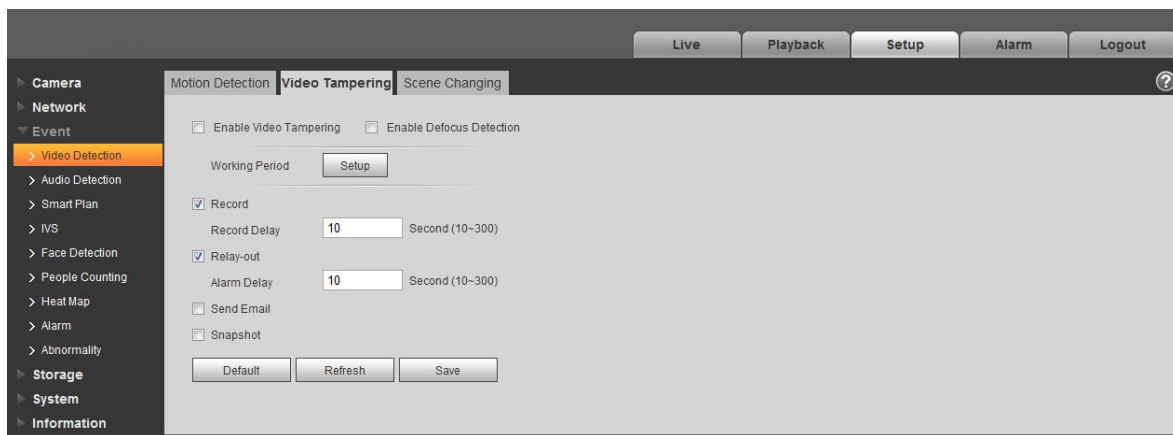 Live Playback Setup Alarm Logout
Camera
Network
Event
Video Detection
Audio Detection
Smart Plan
IVS
Face Detection
People Counting
Heat Map
Alarm
Abnormality
Storage
System
Information
Motion Detection Video Tampering Scene Changing ?
Enable Video Tampering Enable Defocus Detection
Working Period Setup
Record
Record Delay 10 Second (10~300)
Relay-out
Alarm Delay 10 Second (10~300)
Send Email
Snapshot
Default Refresh Save